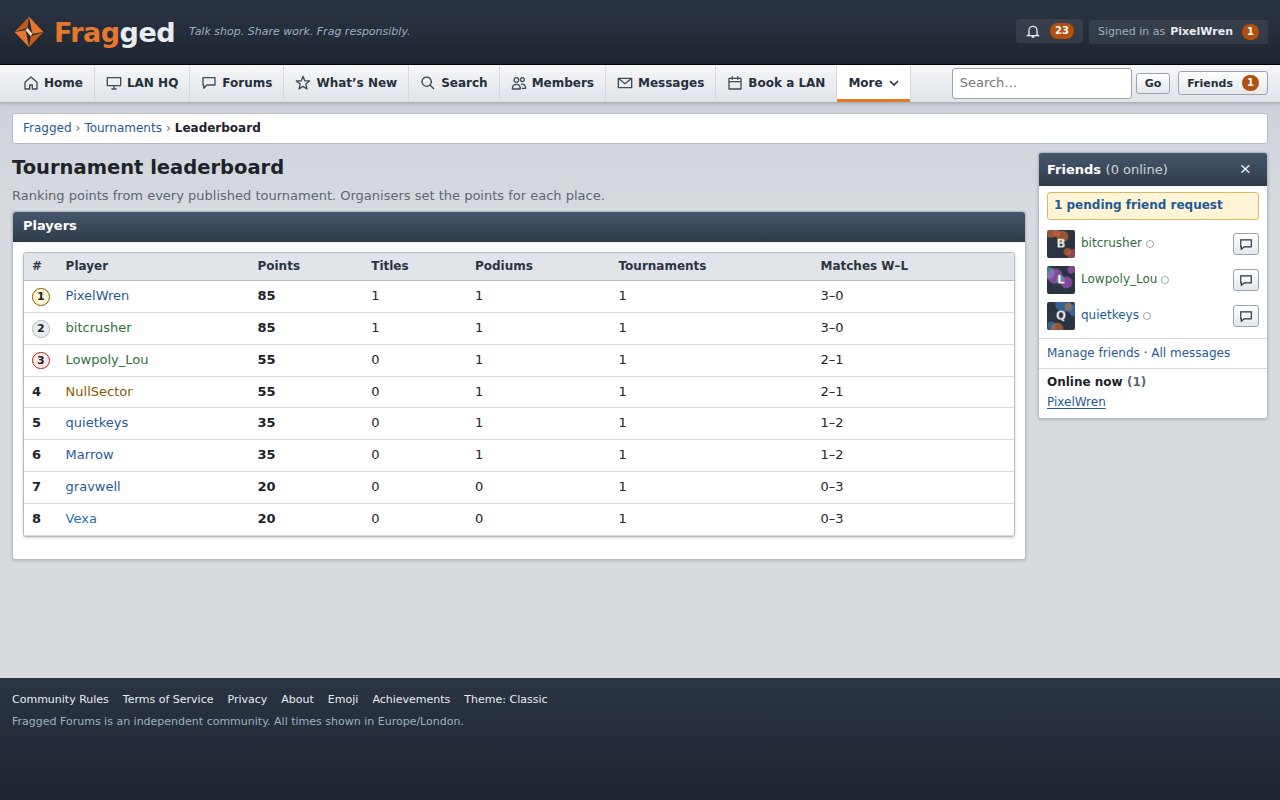 Fragged Talk shop. Share work. Frag responsibly. 23 Signed in as PixelWren 1
Home LAN HQ Forums What's New Search Members Messages Book a LAN More Search... Go Friends 1
Fragged › Tournaments › Leaderboard
Tournament leaderboard
Ranking points from every published tournament. Organisers set the points for each place.
Players
# Player Points Titles Podiums Tournaments Matches W–L
1 PixelWren 85 1 1 1 3–0
2 bitcrusher 85 1 1 1 3–0
3 Lowpoly_Lou 55 0 1 1 2–1
4 NullSector 55 0 1 1 2–1
5 quietkeys 35 0 1 1 1–2
6 Marrow 35 0 1 1 1–2
7 gravwell 20 0 0 1 0–3
8 Vexa 20 0 0 1 0–3
Friends (0 online) ×
1 pending friend request
B bitcrusher
L Lowpoly_Lou
Q quietkeys
Manage friends · All messages
Online now (1)
PixelWren
Community Rules Terms of Service Privacy About Emoji Achievements Theme: Classic
Fragged Forums is an independent community. All times shown in Europe/London.